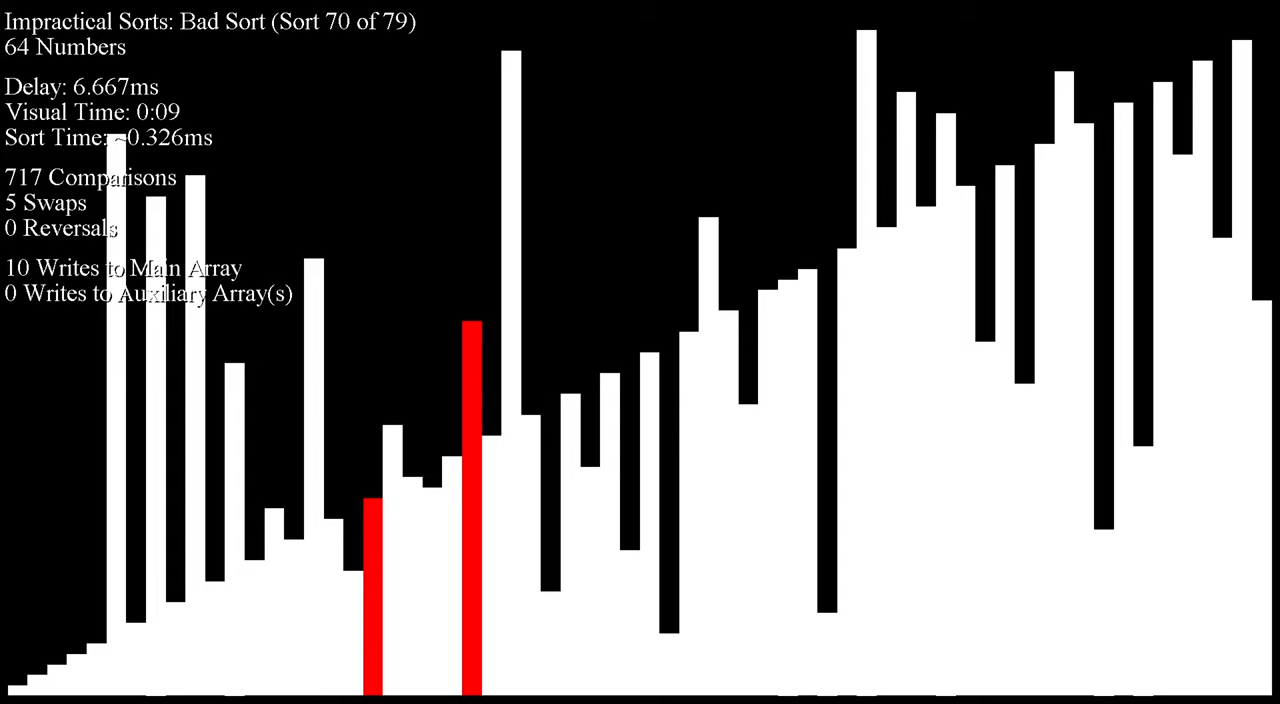 Impractical Sorts: Bad Sort (Sort 70 of 79)
64 Numbers
Delay: 6.667ms
Visual Time: 0:09
Sort Time: ~0.326ms
717 Comparisons
5 Swaps
0 Reversals
10 Writes to Main Array
0 Writes to Auxiliary Array(s)